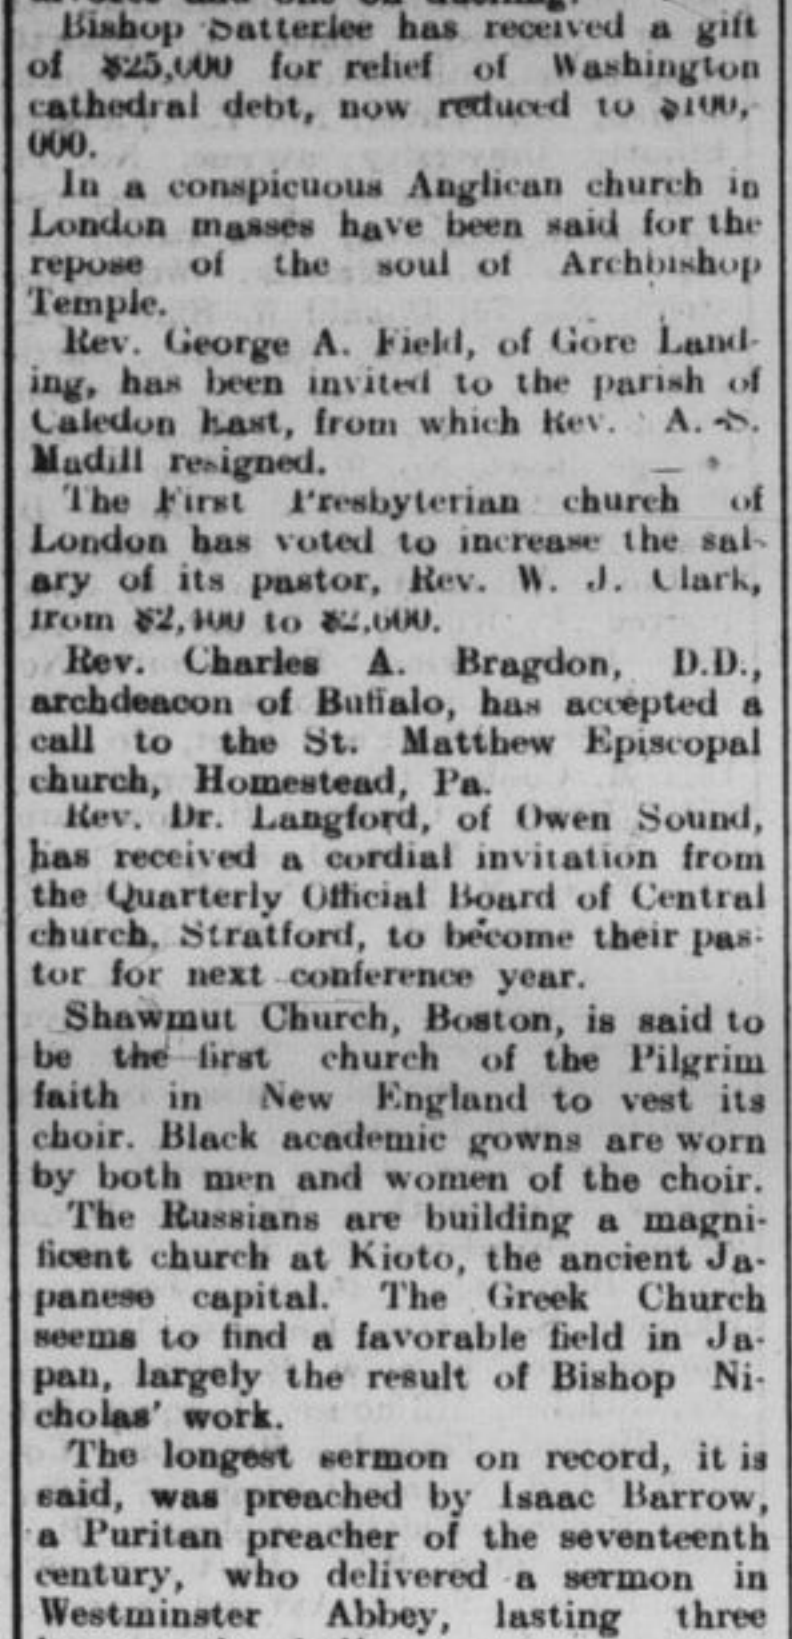 Bishop Satterlee has received a gift
of $25,000 for relief of Washington
cathedral debt, now reduced to $100,-
000.
In a conspicuous Anglican church in
London masses have been said for the
repose of the soul of Archbishop
Temple.
Rev. George A. Field, of Gore Land-
ing, has been invited to the parish of
Caledon East, from which Rev. A. S.
Madill resigned.
The First Presbyterian church of
London has voted to increase the sal-
ary of its pastor, Rev. W. J. Clark,
from $2,400 to $2,600.
Rev. Charles A. Bragdon, D.D.,
archdeacon of Buffalo, has accepted a
call to the St. Matthew Episcopal
church, Homestead, Pa.
Rev. Dr. Langford, of Owen Sound,
has received a cordial invitation from
the Quarterly Official Board of Central
church, Stratford, to become their pas-
tor for next conference year.
Shawmut Church, Boston, is said to
be the first church of the Pilgrim
faith in New England to vest its
choir. Black academic gowns are worn
by both men and women of the choir.
The Russians are building a magni-
ficent church at Kioto, the ancient Ja-
panese capital. The Greek Church
seems to find a favorable field in Ja-
pan, largely the result of Bishop Ni-
cholas' work.
The longest sermon on record, it is
said, was preached by Isaac Barrow,
a Puritan preacher of the seventeenth
century, who delivered a sermon in
Westminster Abbey, lasting three